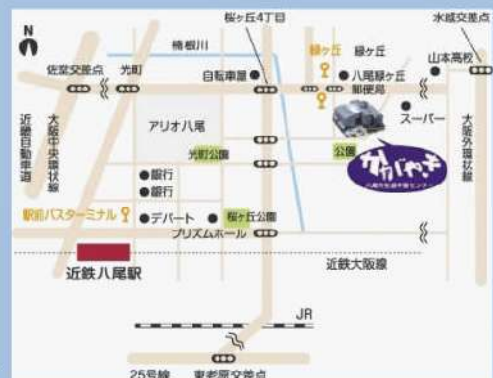 桜ヶ丘4丁目
水越交差点
N
楠根川
緑ヶ丘
緑ヶ丘
山本高校
佐堂交差点
光町
自転車屋
八尾緑ヶ丘
郵便局
スーパー
近畿自動車道
大阪中央環状線
アリオ八尾
大阪外環状線
光町公園
公園
かがやき
銀行
銀行
駅前バスターミナル
デパート
桜ヶ丘公園
プリズムホール
近鉄八尾駅
近鉄大阪線
JR
25号線
東老原交差点